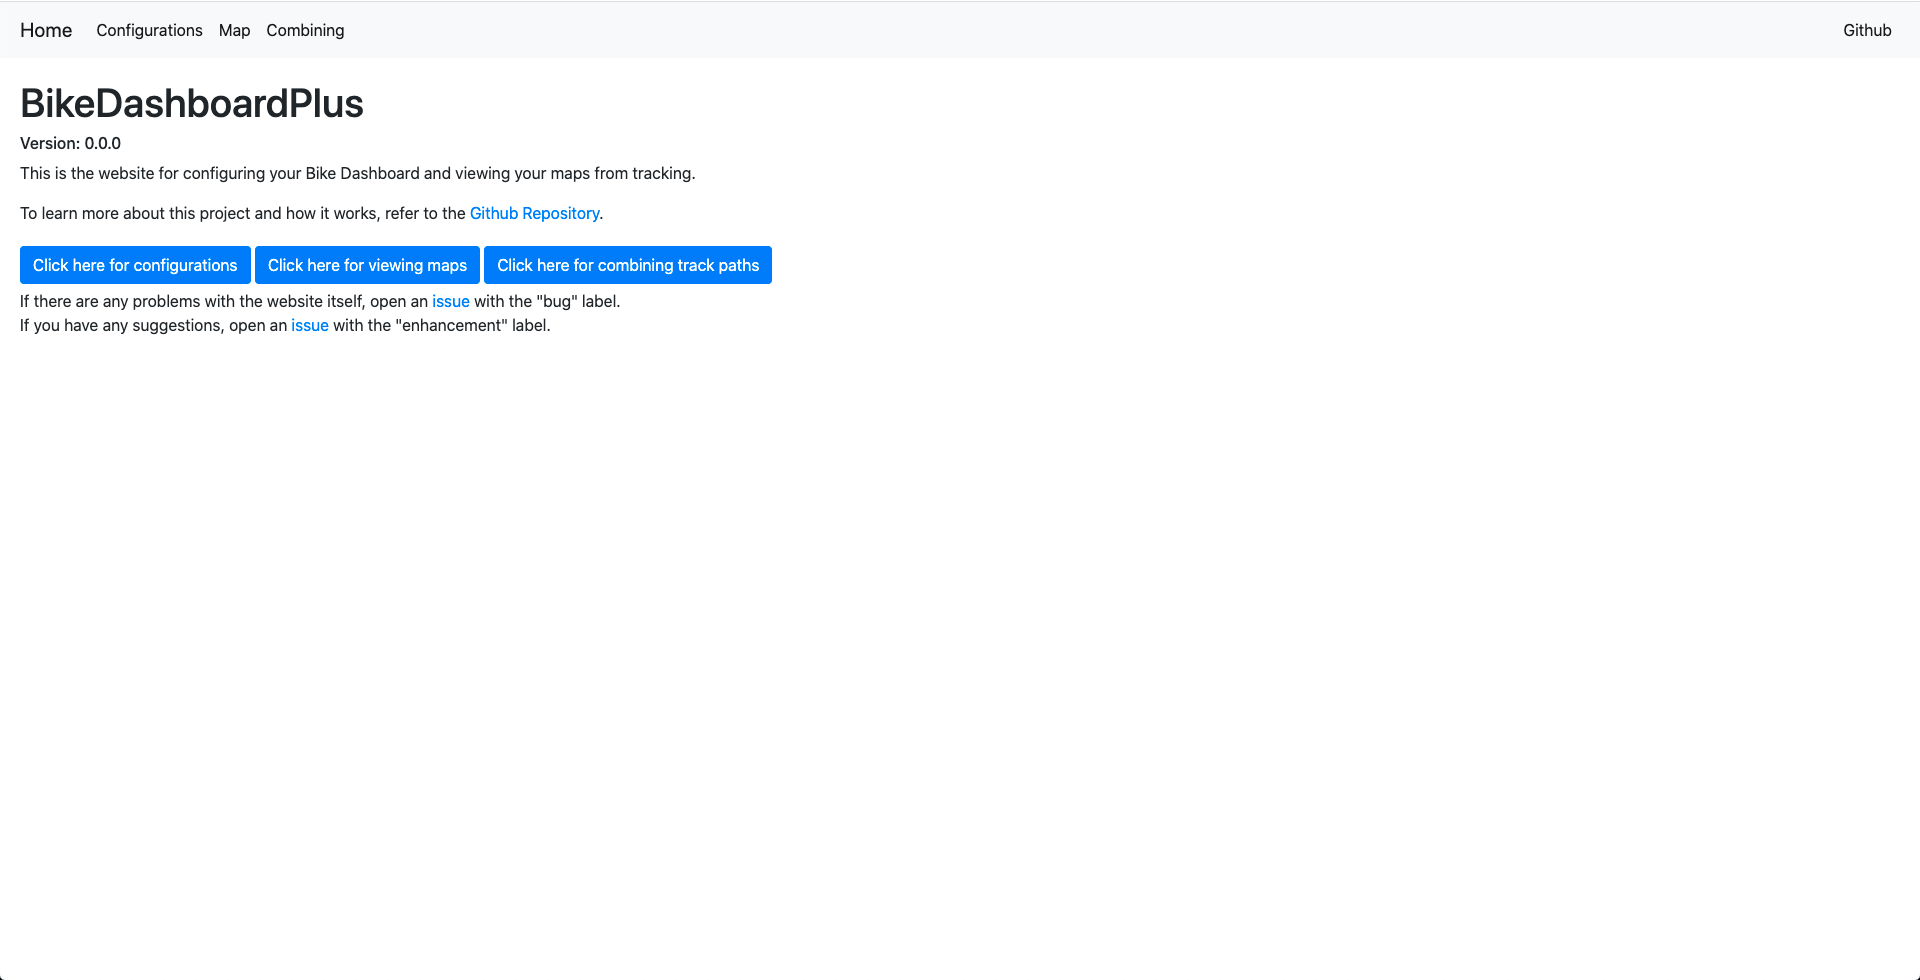 Home Configurations Map Combining Github
BikeDashboardPlus
Version: 0.0.0
This is the website for configuring your Bike Dashboard and viewing your maps from tracking.
To learn more about this project and how it works, refer to the Github Repository.
Click here for configurations Click here for viewing maps Click here for combining track paths
If there are any problems with the website itself, open an issue with the "bug" label.
If you have any suggestions, open an issue with the "enhancement" label.